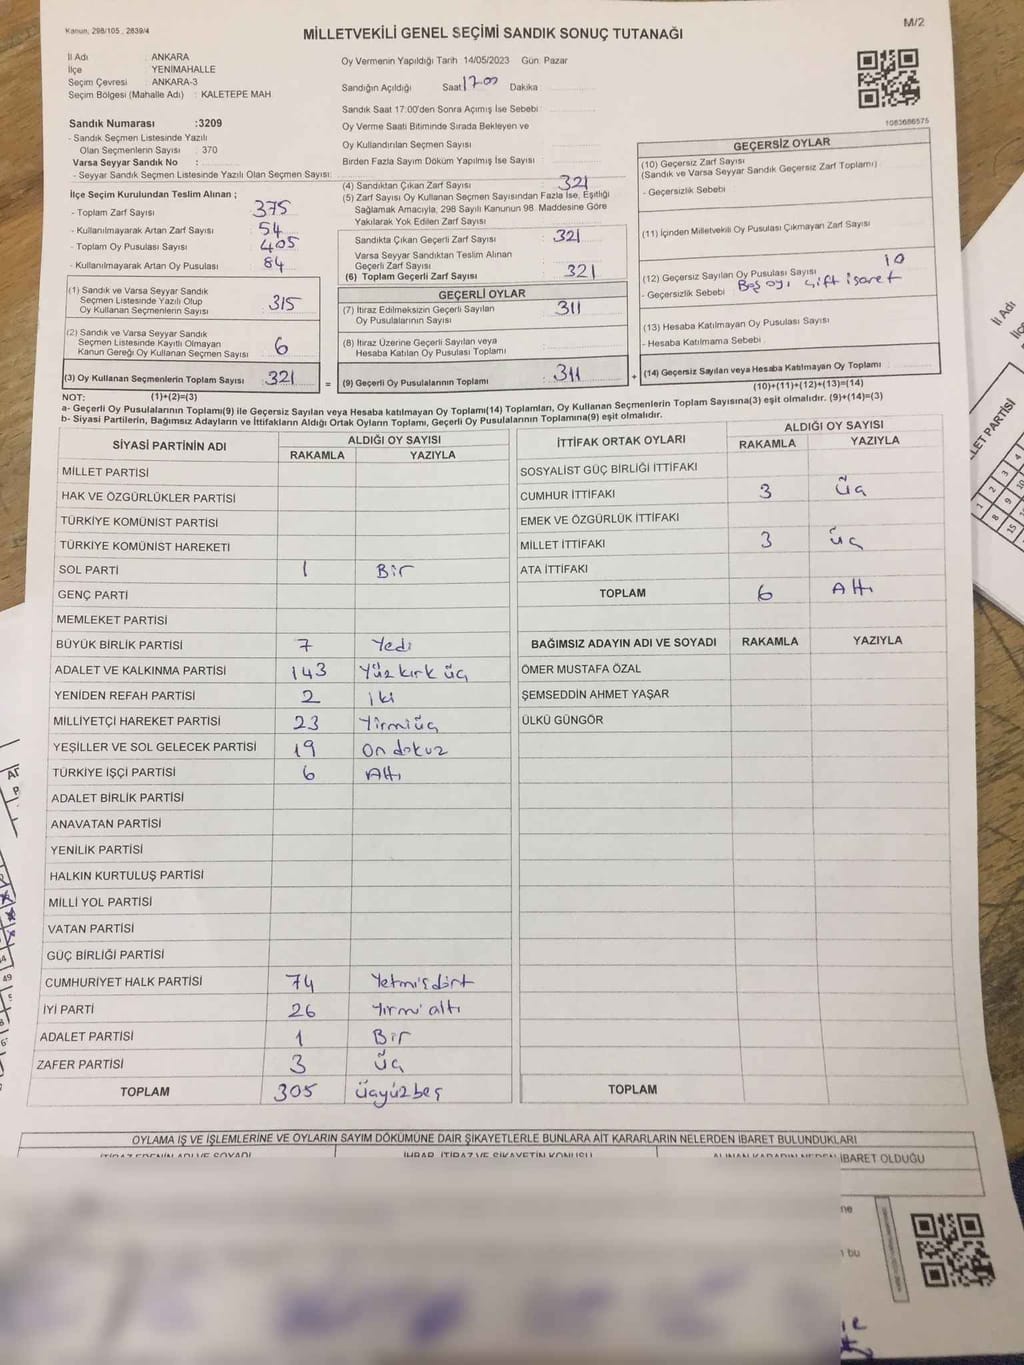 Kanun, 298/105 , 2839/4
MİLLETVEKİLİ GENEL SEÇİMİ SANDIK SONUÇ TUTANAĞI
M/2
İl Adı : ANKARA
İlçe : YENİMAHALLE
Seçim Çevresi : ANKARA-3
Seçim Bölgesi (Mahalle Adı) : KALETEPE MAH.
Sandık Numarası :3209
- Sandık Seçmen Listesinde Yazılı
Olan Seçmenlerin Sayısı : 370
Varsa Seyyar Sandık No :
- Seyyar Sandık Seçmen Listesinde Yazılı Olan Seçmen Sayısı:
Oy Vermenin Yapıldığı Tarih 14/05/2023 Gün: Pazar
Sandığın Açıldığı Saat 17.00 Dakika
Sandık Saat 17:00'den Sonra Açımış İse Sebebi
Oy Verme Saati Bitiminde Sırada Bekleyen ve
Oy Kullandırılan Seçmen Sayısı
Birden Fazla Sayım Döküm Yapılmış İse Sayısı
1083686575
İlçe Seçim Kurulundan Teslim Alınan ;
- Toplam Zarf Sayısı 375
- Kullanılmayarak Artan Zarf Sayısı 54
- Toplam Oy Pusulası Sayısı 405
- Kullanılmayarak Artan Oy Pusulası 84
(1) Sandık ve Varsa Seyyar Sandık
Seçmen Listesinde Yazılı Olup
Oy Kullanan Seçmenlerin Sayısı 315
(2) Sandık ve Varsa Seyyar Sandık
Seçmen Listesinde Kayıtlı Olmayan
Kanun Gereği Oy Kullanan Seçmen Sayısı 6
(3) Oy Kullanan Seçmenlerin Toplam Sayısı 321
(4) Sandıktan Çıkan Zarf Sayısı 321
(5) Zarf Sayısı Oy Kullanan Seçmen Sayısından Fazla İse, Eşitliği
Sağlamak Amacıyla, 298 Sayılı Kanunun 98. Maddesine Göre
Yakılarak Yok Edilen Zarf Sayısı
Sandıkta Çıkan Geçerli Zarf Sayısı 321
Varsa Seyyar Sandıktan Teslim Alınan
Geçerli Zarf Sayısı
(6) Toplam Geçerli Zarf Sayısı 321
GEÇERLİ OYLAR
(7) İtiraz Edilmeksizin Geçerli Sayılan
Oy Pusulalarının Sayısı 311
(8) İtiraz Üzerine Geçerli Sayılan veya
Hesaba Katılan Oy Pusulası Toplamı
= (9) Geçerli Oy Pusulalarının Toplamı 311 +
GEÇERSİZ OYLAR
(10) Geçersiz Zarf Sayısı
(Sandık ve Varsa Seyyar Sandık Geçersiz Zarf Toplamı)
- Geçersizlik Sebebi
(11) İçinden Milletvekili Oy Pusulası Çıkmayan Zarf Sayısı
(12) Geçersiz Sayılan Oy Pusulası Sayısı 10
- Geçersizlik Sebebi Boş oy, çift işaret
(13) Hesaba Katılmayan Oy Pusulası Sayısı
- Hesaba Katılmama Sebebi
(14) Geçersiz Sayılan veya Hesaba Katılmayan Oy Toplamı
(10)+(11)+(12)+(13)=(14)
NOT: (1)+(2)=(3)
a- Geçerli Oy Pusulalarının Toplamı(9) ile Geçersiz Sayılan veya Hesaba katılmayan Oy Toplamı(14) Toplamları, Oy Kullanan Seçmenlerin Toplam Sayısına(3) eşit olmalıdır. (9)+(14)=(3)
b- Siyasi Partilerin, Bağımsız Adayların ve İttifakların Aldığı Ortak Oyların Toplamı, Geçerli Oy Pusulalarının Toplamına(9) eşit olmalıdır.
SİYASİ PARTİNİN ADI ALDIĞI OY SAYISI
RAKAMLA YAZIYLA
MİLLET PARTİSİ
HAK VE ÖZGÜRLÜKLER PARTİSİ
TÜRKİYE KOMÜNİST PARTİSİ
TÜRKİYE KOMÜNİST HAREKETİ
SOL PARTİ 1 Bir
GENÇ PARTİ
MEMLEKET PARTİSİ
BÜYÜK BİRLİK PARTİSİ 7 Yedi
ADALET VE KALKINMA PARTİSİ 143 Yüz kırk üç
YENİDEN REFAH PARTİSİ 2 iki
MİLLİYETÇİ HAREKET PARTİSİ 23 Yirmiüç
YEŞİLLER VE SOL GELECEK PARTİSİ 19 On dokuz
TÜRKİYE İŞÇİ PARTİSİ 6 Altı
ADALET BİRLİK PARTİSİ
ANAVATAN PARTİSİ
YENİLİK PARTİSİ
HALKIN KURTULUŞ PARTİSİ
MİLLİ YOL PARTİSİ
VATAN PARTİSİ
GÜÇ BİRLİĞİ PARTİSİ
CUMHURİYET HALK PARTİSİ 74 Yetmişdört
İYİ PARTİ 26 Yirmi altı
ADALET PARTİSİ 1 Bir
ZAFER PARTİSİ 3 Üç
TOPLAM 305 Üçyüzbeş
İTTİFAK ORTAK OYLARI ALDIĞI OY SAYISI
RAKAMLA YAZIYLA
SOSYALİST GÜÇ BİRLİĞİ İTTİFAKI
CUMHUR İTTİFAKI 3 Üç
EMEK VE ÖZGÜRLÜK İTTİFAKI
MİLLET İTTİFAKI 3 üç
ATA İTTİFAKI
TOPLAM 6 Altı
BAĞIMSIZ ADAYIN ADI VE SOYADI RAKAMLA YAZIYLA
ÖMER MUSTAFA ÖZAL
ŞEMSEDDİN AHMET YAŞAR
ÜLKÜ GÜNGÖR
TOPLAM
OYLAMA İŞ VE İŞLEMLERİNE VE OYLARIN SAYIM DÖKÜMÜNE DAİR ŞİKAYETLERLE BUNLARA AİT KARARLARIN NELERDEN İBARET BULUNDUKLARI
İTİRAZ EDENİN ADI VE SOYADI İHBAR, İTİRAZ VE ŞİKAYETİN KONUSU ALINAN KARARIN NEDEN İBARET OLDUĞU